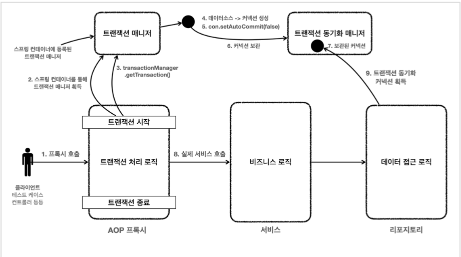 트랜잭션 매니저
4. 데이터소스 -> 커넥션 생성
5. con.setAutoCommit(false)
6. 커넥션 보관
트랜잭션 동기화 매니저
7. 보관된 커넥션
스프링 컨테이너에 등록된
트랜잭션 매니저
2. 스프링 컨테이너를 통해
트랜잭션 매니저 획득
3. transactionManager
.getTransaction()
9. 트랜잭션 동기화
커넥션 획득
트랜잭션 시작
1. 프록시 호출
트랜잭션 처리 로직
8. 실제 서비스 호출
비즈니스 로직
데이터 접근 로직
클라이언트
테스트 케이스
컨트롤러 등등
트랜잭션 종료
AOP 프록시
서비스
리포지토리